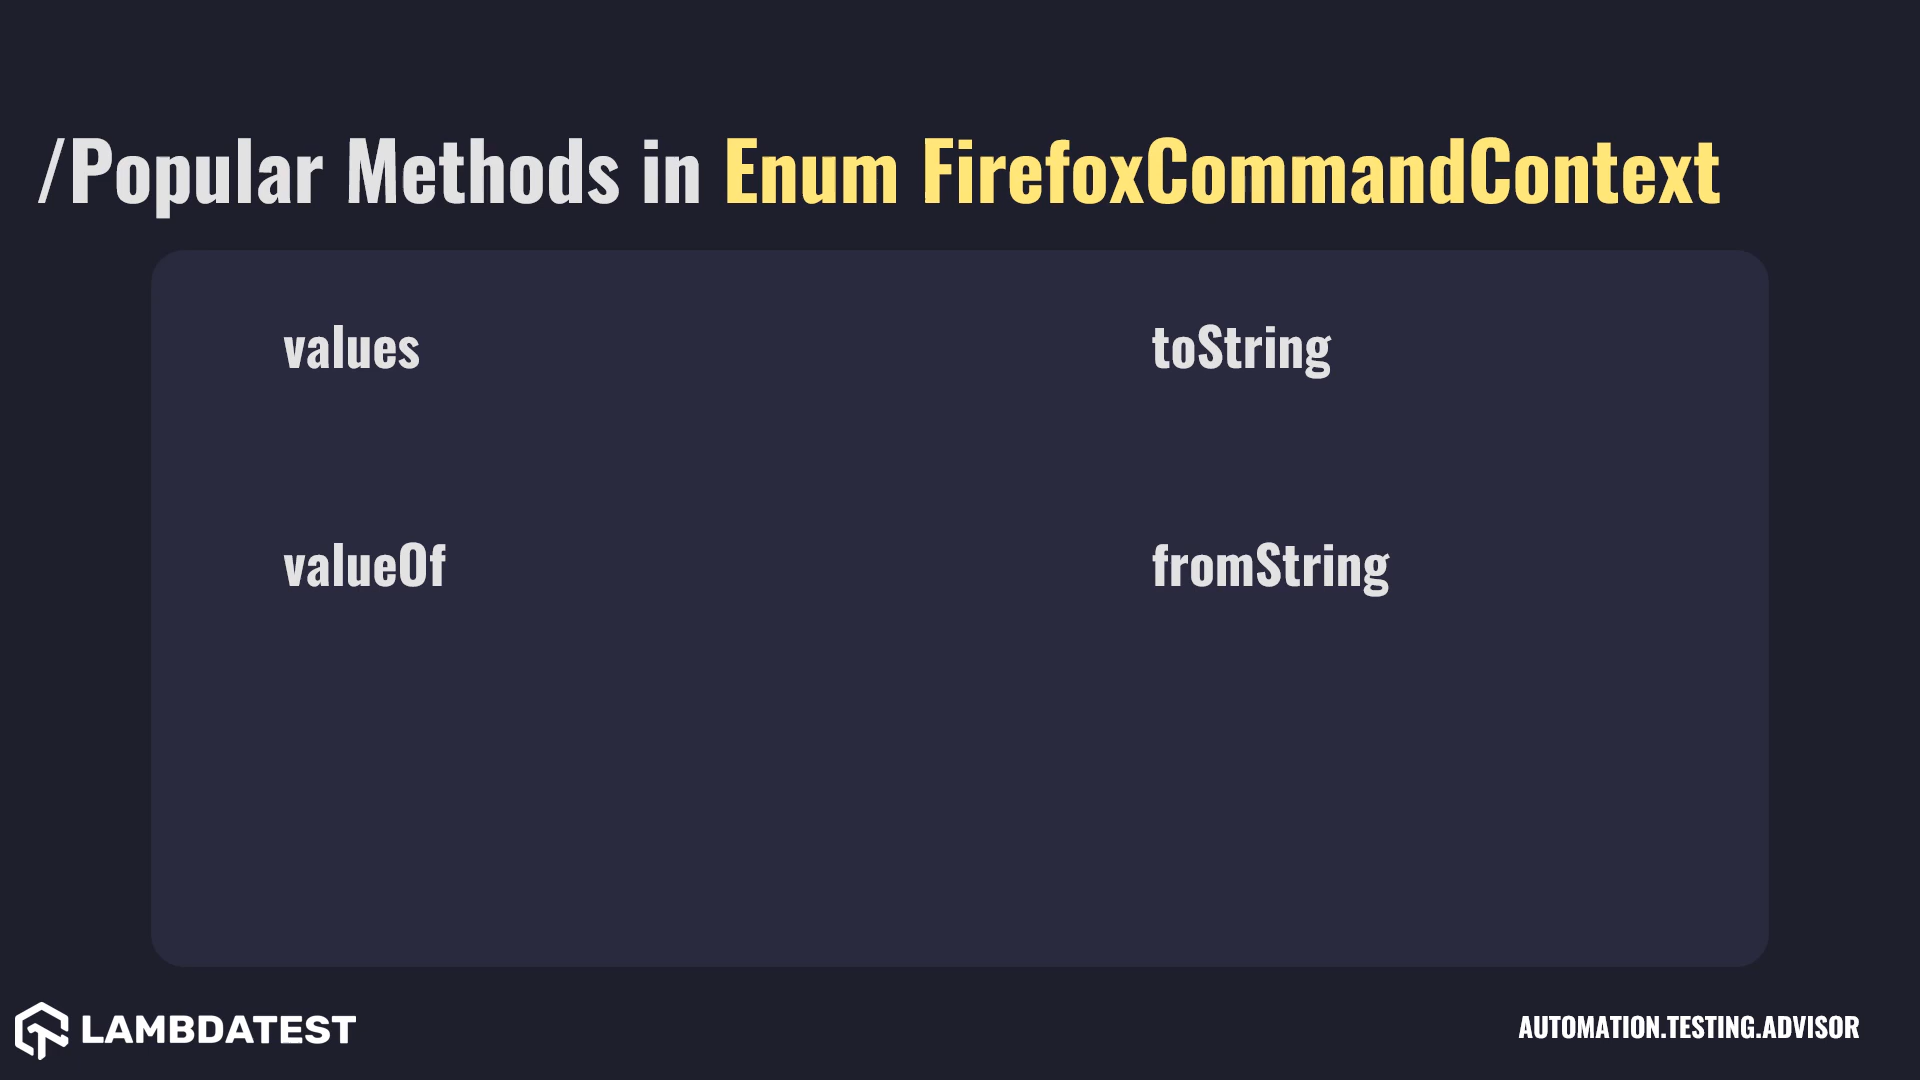 /Popular Methods in Enum FirefoxCommandContext
values
toString
valueOf
fromString
LAMBDATEST
AUTOMATION.TESTING.ADVISOR